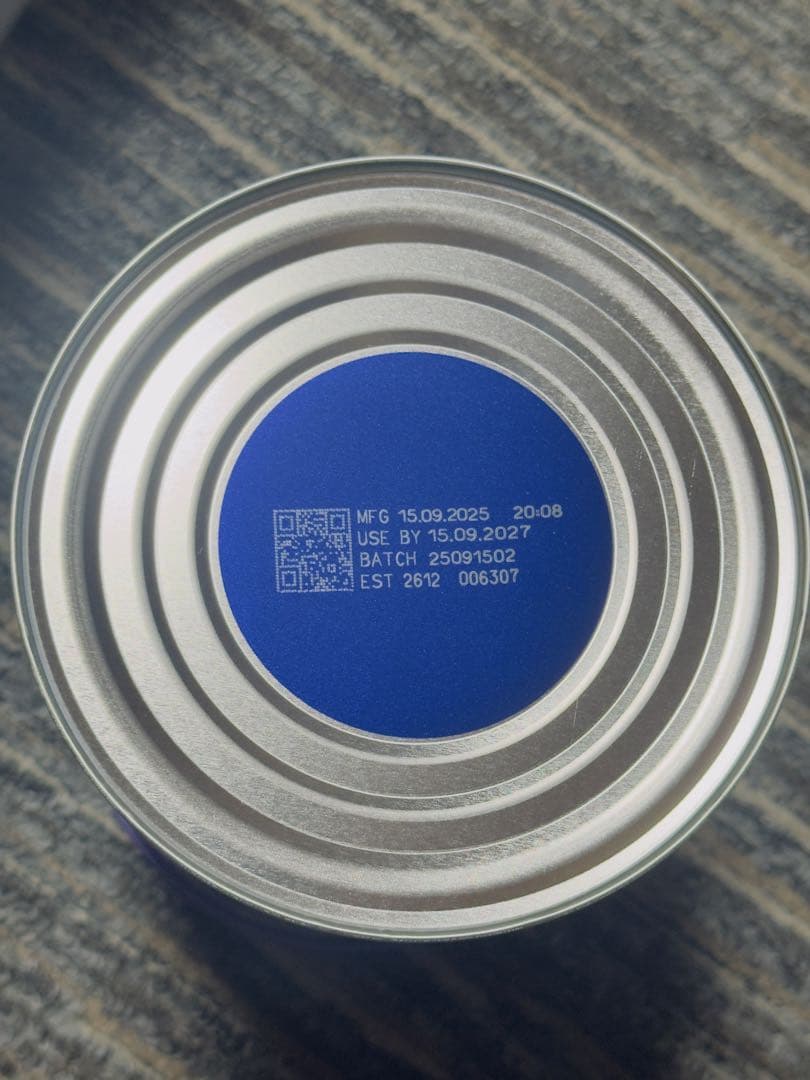 MFG 15.09.2025 20:08
USE BY 15.09.2027
BATCH 25091502
EST 2612 006307